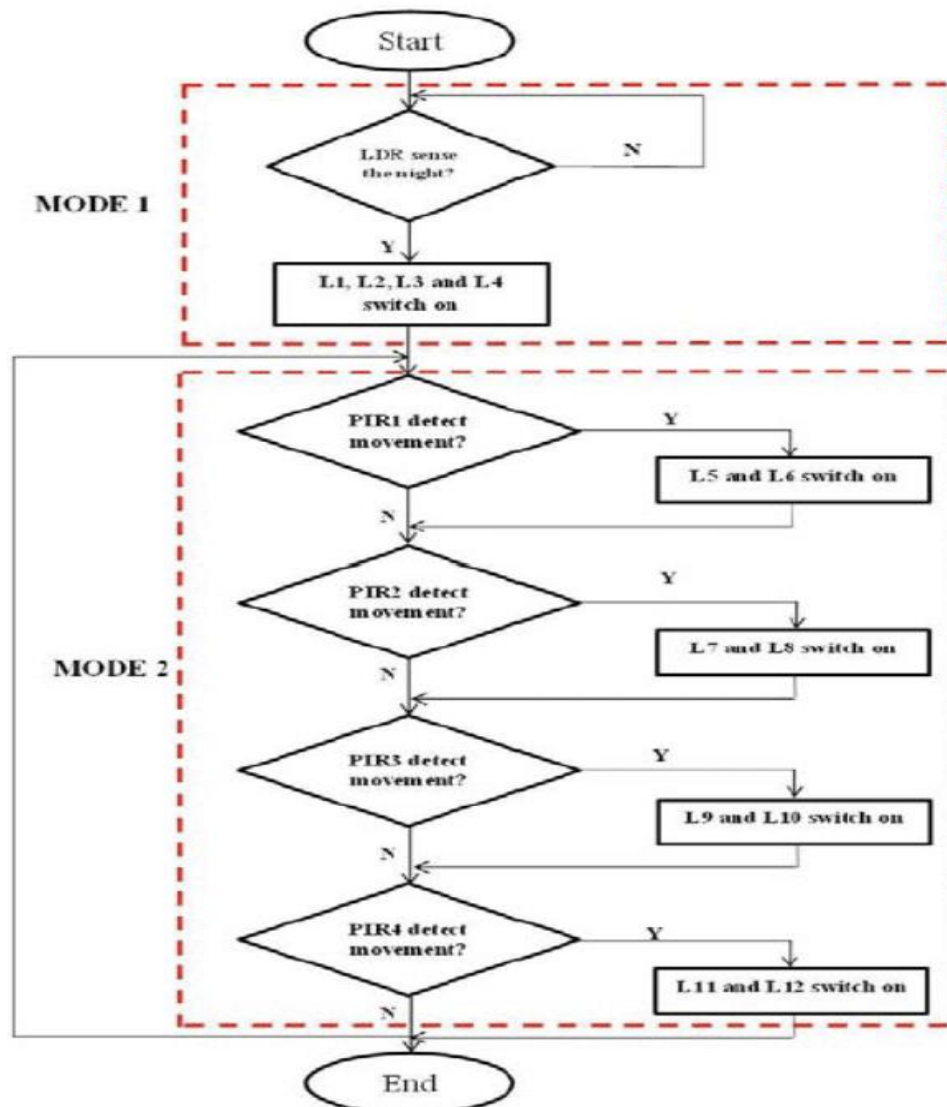 Start
LDR sense
the night?
N
MODE 1
Y
L1, L2, L3 and L4
switch on
PIR1 detect
movement?
Y
L5 and L6 switch on
N
PIR2 detect
movement?
Y
L7 and L8 switch on
MODE 2
N
PIR3 detect
movement?
Y
L9 and L10 switch on
N
PIR4 detect
movement?
Y
L11 and L12 switch on
N
End